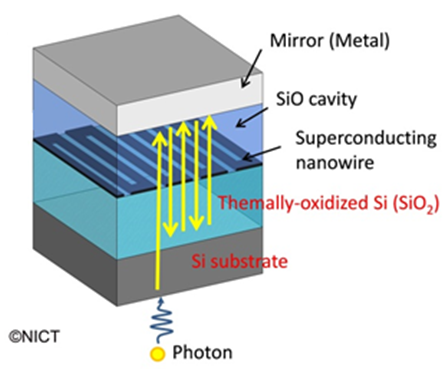 Mirror (Metal)
SiO cavity
Superconducting
nanowire
Themally-oxidized Si (SiO₂)
Si substrate
©NICT
Photon